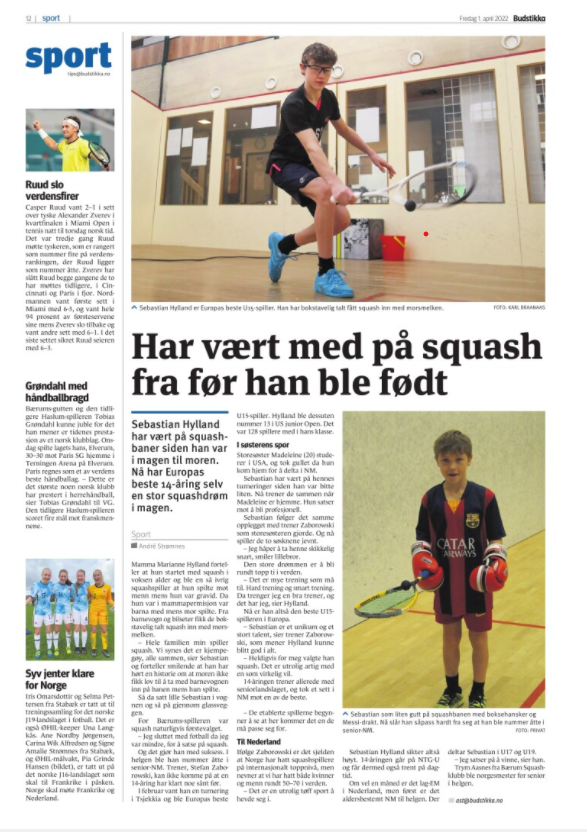 12 | sport |
Fredag 1. april 2022 Budstikka
sport
tips@budstikka.no
Ruud slo
verdensfirer
Casper Ruud vant 2–1 i sett
over tyske Alexander Zverev i
kvartfinalen i Miami Open i
tennis natt til torsdag norsk tid.
Det var tredje gang Ruud
møtte tyskeren, som er rangert
som nummer fire på verdens-
rankingen, der Ruud ligger
som nummer åtte. Zverev har
slått Ruud begge gangene de to
har møttes tidligere, i Cin-
cinnati og Paris i fjor. Nord-
mannen vant første sett i
Miami med 6-3, og vant hele
94 prosent av førsteservene
sine mens Zverev slo tilbake og
vant andre sett med 6–1. I det
siste settet sikret Ruud seieren
med 6–3.
Grøndahl med
håndballbragd
Bærums-gutten og den tidli-
gere Haslum-spilleren Tobias
Grøndahl kunne juble for det
han mener er tidenes presta-
sjon av et norsk klubblag. Ons-
dag spilte lagets hans, Elverum,
30–30 mot Paris SG hjemme i
Terningen Arena på Elverum.
Paris regnes som et av verdens
beste håndballag. – Dette er
det største noen norsk klubb
har prestert i herrehåndball,
sier Tobias Grøndahl til VG.
Den tidligere Haslum-spilleren
scoret fire mål mot franskmen-
nene.
Syv jenter klare
for Norge
Iris Omarsdottir og Selma Pet-
tersen fra Stabæk er tatt ut til
treningssamling for det norske
J19-landslaget i fotball. Det er
også ØHIL-keeper Una Lang-
kås. Ane Nordby Jørgensen,
Carina Wik Alfredsen og Signe
Amalie Strømnes fra Stabæk,
og ØHIL-målvakt, Pia Grinde
Hansen (bildet), er tatt ut på
det norske J16-landslaget som
skal til Frankrike i påsken.
Norge skal møte Frankrike og
Nederland.
Sebastian Hylland er Europas beste U15-spiller. Han har bokstavelig talt fått squash inn med morsmelken.
FOTO: KARL BRAANAAS
Har vært med på squash
fra før han ble født
Sebastian Hylland
har vært på squash-
baner siden han var
i magen til moren.
Nå har Europas
beste 14-åring selv
en stor squashdrøm
i magen.
Sport
André Strømnes
Mamma Marianne Hylland fortel-
ler at hun startet med squash i
voksen alder og ble en så ivrig
squashspiller at hun spilte mot
menn mens hun var gravid. Da
hun var i mammapermisjon var
barna med mens mor spilte. Fra
barnevogn og bilseter fikk de bok-
stavelig talt squash inn med mors-
melken.
– Hele familien min spiller
squash. Vi synes det er kjempe-
gøy, alle sammen, sier Sebastian
og forteller smilende at han har
hørt en historie om at moren ikke
fikk lov til å ta med barnevognen
inn på banen mens han spilte.
Så da satt lille Sebastian i vog-
nen og så på gjennom glassveg-
gen.
For Bærums-spilleren var
squash naturligvis førstevalget.
– Jeg sluttet med fotball da jeg
var mindre, for å satse på squash.
Og det gjør han med suksess. I
helgen ble han nummer åtte i
senior-NM. Trener, Stefan Zabo-
rowski, kan ikke komme på at en
14-åring har klart noe sånt før.
I februar vant han en turnering
i Tsjekkia og ble Europas beste
U15-spiller. Hylland ble dessuten
nummer 13 i US junior Open. Det
var 128 spillere med i hans klasse.
I søsterens spor
Storesøster Madeleine (20) stude-
rer i USA, og tok gullet da hun
kom hjem for å delta i NM.
Sebastian har vært på hennes
turneringer siden han var bitte
liten. Nå trener de sammen når
Madeleine er hjemme. Hun satser
mot å bli profesjonell.
Sebastian følger det samme
opplegget med trener Zaborowski
som storesøsteren gjorde. Og nå
spiller de to søsknene jevnt.
– Jeg håper å ta henne skikkelig
snart, smiler lillebror.
Den store drømmen er å bli
rundt topp ti i verden.
– Det er mye trening som må
til. Hard trening og smart trening.
Da trenger jeg en bra trener, og
det har jeg, sier Hylland.
Nå er han altså den beste U15-
spilleren i Europa.
– Sebastian er et unikum og et
stort talent, sier trener Zaborow-
ski, som mener Hylland kunne
blitt god i alt.
– Heldigvis for meg valgte han
squash. Det er utrolig artig med
en som virkelig vil.
14-åringen trener allerede med
seniorlandslaget, og tok et sett i
NM mot en av de beste.
– De etablerte spillerne begyn-
ner å se at her kommer det en de
må passe seg for.
Til Nederland
Ifølge Zaborowski er det sjelden
at Norge har hatt squashspillere
på internasjonalt toppnivå, men
nevner at vi har hatt både kvinner
og menn rundt 50–70 i verden.
– Det er en utrolig tøff sport å
hevde seg i.
QATAR
AIRWAYS
Sebastian som liten gutt på squashbanen med boksehansker og
Messi-drakt. Nå slår han såpass hardt fra seg at han ble nummer åtte i
senior-NM.
FOTO: PRIVAT
Sebastian Hylland sikter altså
høyt. 14-åringen går på NTG-U
og får dermed også trent på dag-
tid.
Om vel en måned er det lag-EM
i Nederland, men først er det
aldersbestemt NM til helgen. Der
deltar Sebastian i U17 og U19.
– Jeg satser på å vinne, sier han.
Trym Aasnes fra Bærum Squash-
klubb ble norgesmester for senior
i helgen.
ast@budstikka.no